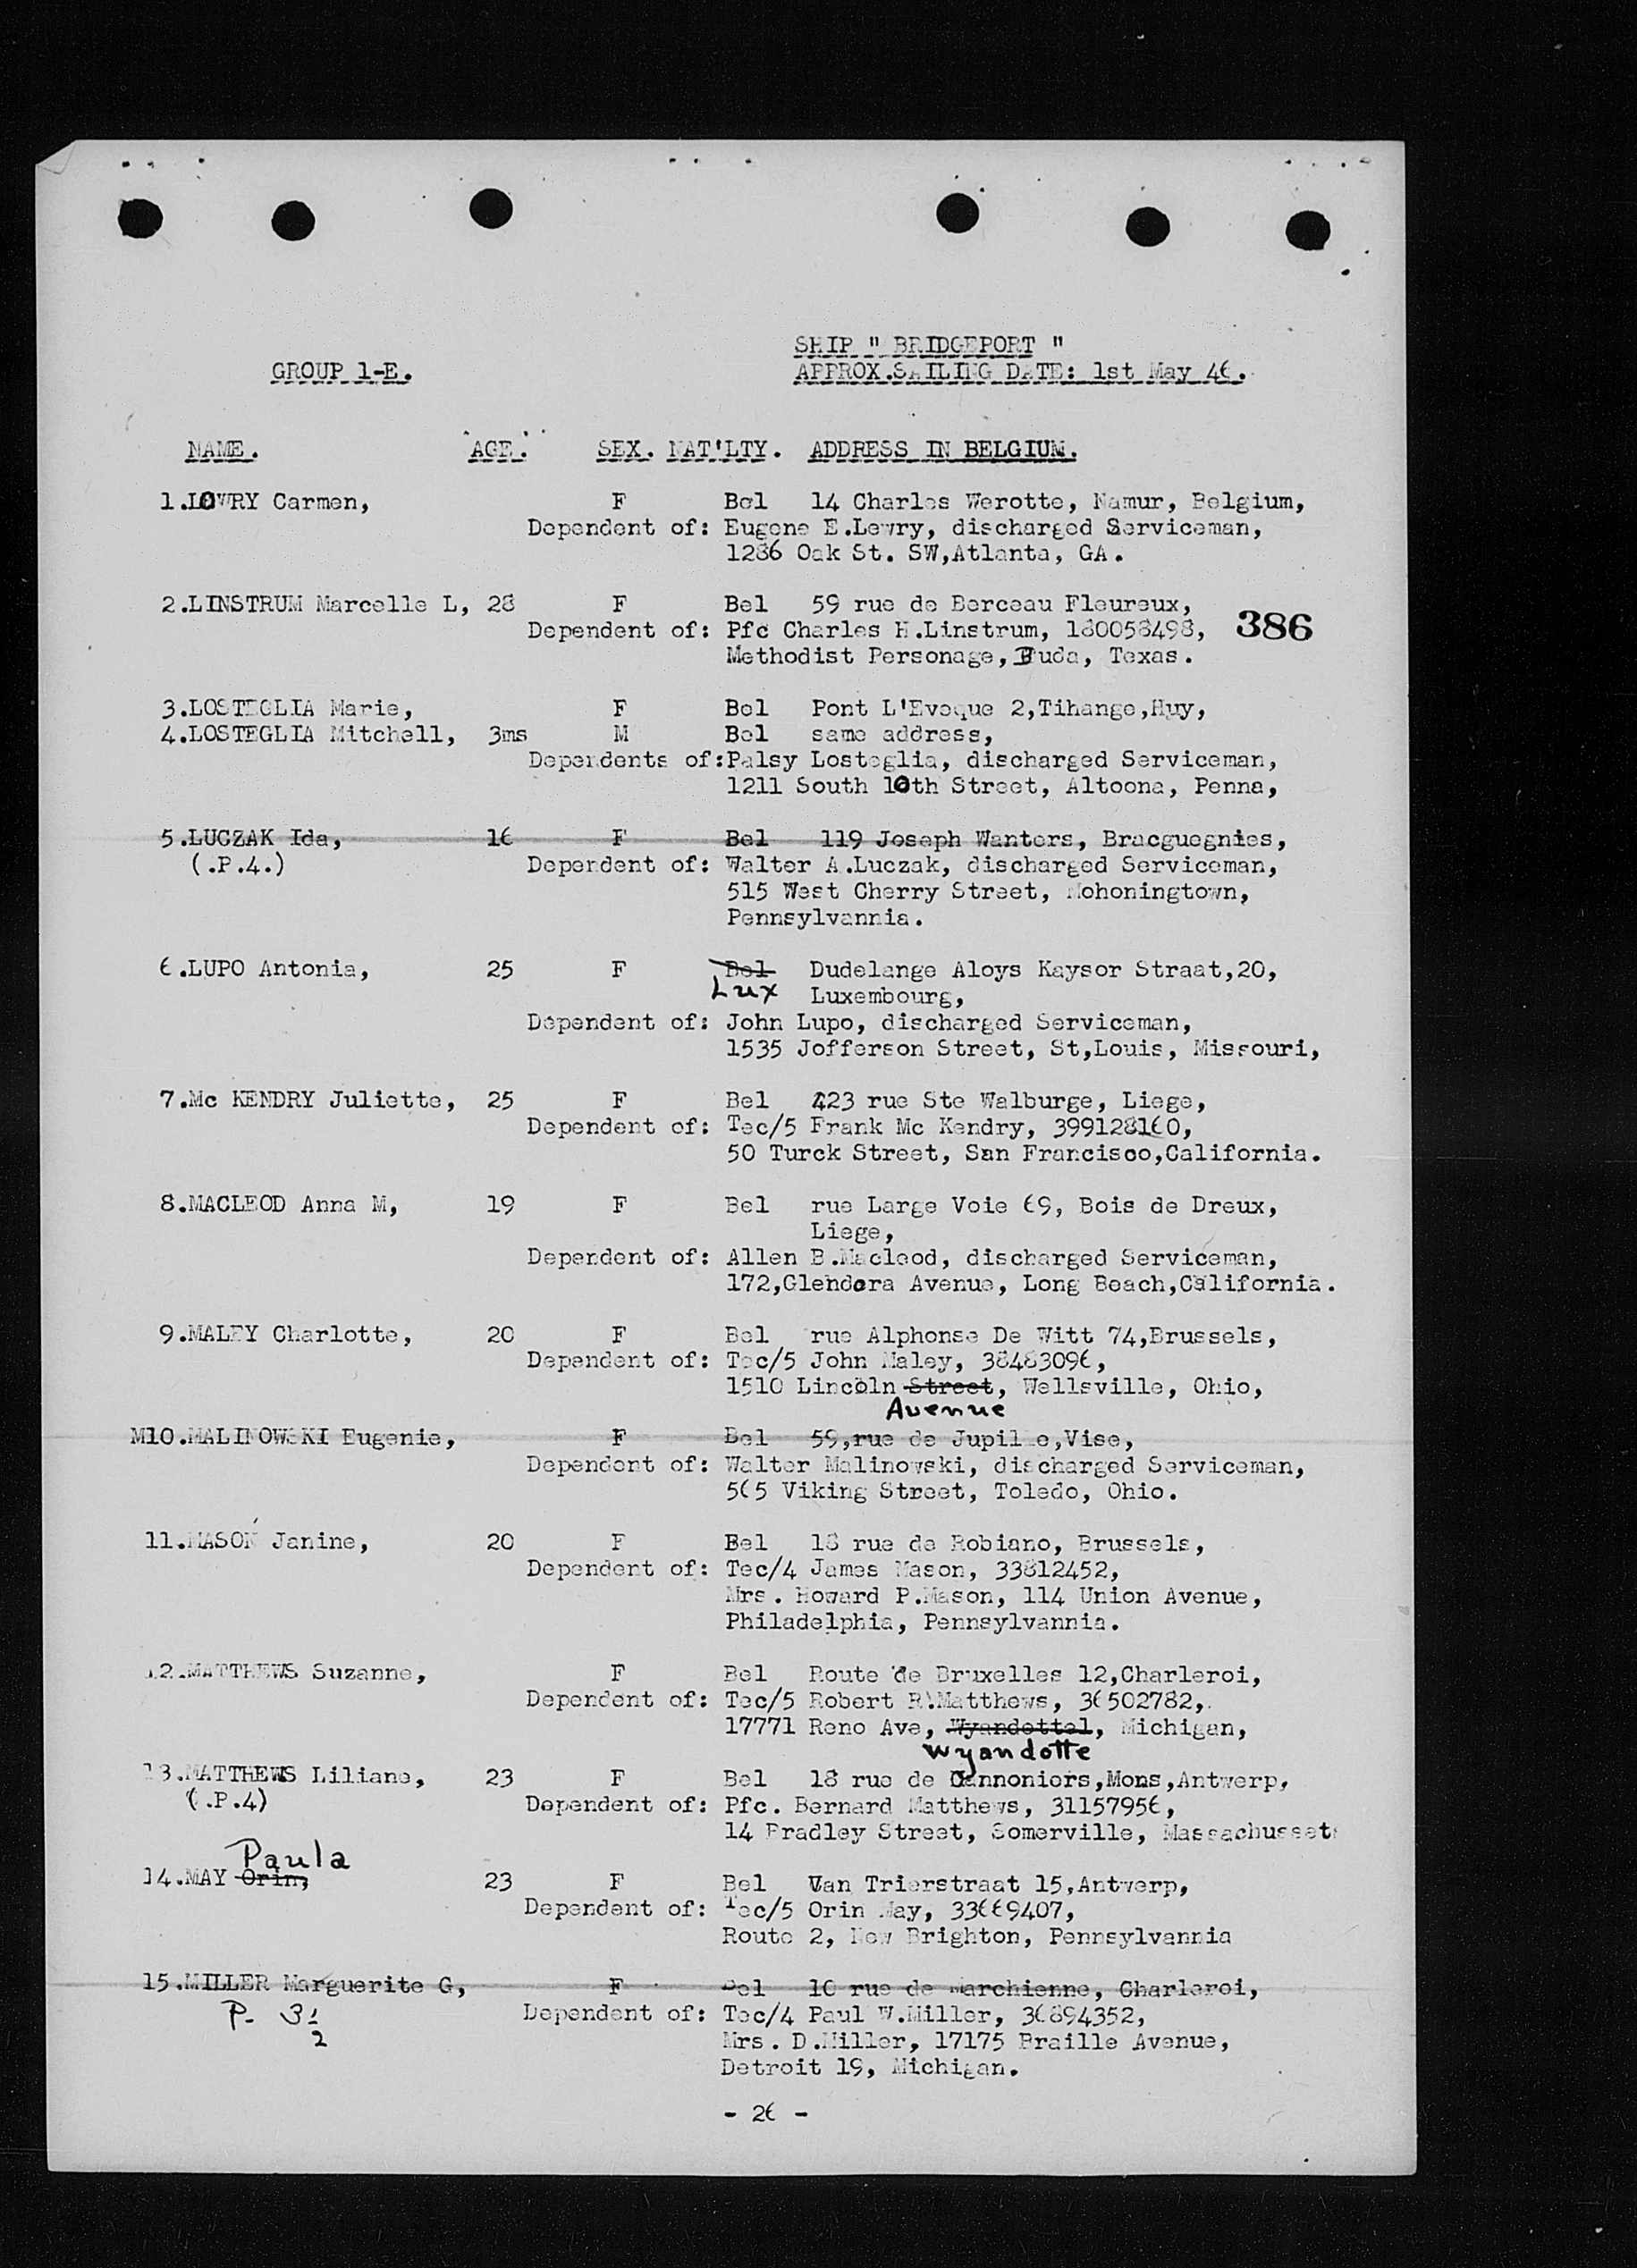 SHIP " BRIDGEPORT "
GROUP 1-E. APPROX.SAILING DATE: 1st May 46.
NAME. AGE. SEX. NAT'LTY. ADDRESS IN BELGIUM.
1.LOWRY Carmen, F Bel 14 Charles Werotte, Namur, Belgium,
Dependent of: Eugene E.Lowry, discharged Serviceman,
1286 Oak St. SW,Atlanta, GA.
2.LINSTRUM Marcelle L, 28 F Bel 59 rue de Berceau Fleureux,
Dependent of: Pfc Charles H.Linstrum, 180058498, 386
Methodist Personage, Buda, Texas.
3.LOSTEGLIA Marie, F Bel Pont L'Eveque 2,Tihange,Huy,
4.LOSTEGLIA Mitchell, 3ms M Bel same address,
Dependents of:Palsy Losteglia, discharged Serviceman,
1211 South 10th Street, Altoona, Penna,
5.LUCZAK Ida, 16 F Bel 119 Joseph Wanters, Bracguegnies,
(.P.4.) Dependent of: Walter A.Luczak, discharged Serviceman,
515 West Cherry Street, Mohoningtown,
Pennsylvannia.
6.LUPO Antonia, 25 F Bel Dudelange Aloys Kaysor Straat,20,
Lux Luxembourg,
Dependent of: John Lupo, discharged Serviceman,
1535 Jofferson Street, St,Louis, Missouri,
7.Mc KENDRY Juliette, 25 F Bel 423 rue Ste Walburge, Liege,
Dependent of: Tec/5 Frank Mc Kendry, 399128160,
50 Turck Street, San Francisco,California.
8.MACLEOD Anna M, 19 F Bel rue Large Voie 69, Bois de Dreux,
Liege,
Dependent of: Allen B.Macleod, discharged Serviceman,
172,Glendora Avenue, Long Beach,California.
9.MALEY Charlotte, 20 F Bel rue Alphonse De Witt 74,Brussels,
Dependent of: Tec/5 John Maley, 38483096,
1510 Lincoln Street, Wellsville, Ohio,
Avenue
M10.MALINOWSKI Eugenie, F Bel 59,rue de Jupille,Vise,
Dependent of: Walter Malinowski, discharged Serviceman,
565 Viking Street, Toledo, Ohio.
11.MASON Janine, 20 F Bel 18 rue de Robiano, Brussels,
Dependent of: Tec/4 James Mason, 33812452,
Mrs. Howard P.Mason, 114 Union Avenue,
Philadelphia, Pennsylvannia.
12.MATTHEWS Suzanne, F Bel Route de Bruxelles 12,Charleroi,
Dependent of: Tec/5 Robert R.Matthews, 36502782,
17771 Reno Ave, Wyandottel, Michigan,
Wyandotte
13.MATTHEWS Liliane, 23 F Bel 18 rue de Cannoniers,Mons,Antwerp,
(.P.4) Dependent of: Pfc. Bernard Matthews, 31157956,
14 Bradley Street, Somerville, Massachussets
Paula
14.MAY Orin, 23 F Bel Van Trierstraat 15,Antwerp,
Dependent of: Tec/5 Orin May, 33669407,
Route 2, New Brighton, Pennsylvannia
15.MILLER Marguerite G, F Bel 10 rue de Marchienne, Charleroi,
P- 3½ Dependent of: Tec/4 Paul W.Miller, 36894352,
Mrs. D.Miller, 17175 Braille Avenue,
Detroit 19, Michigan.
- 26 -